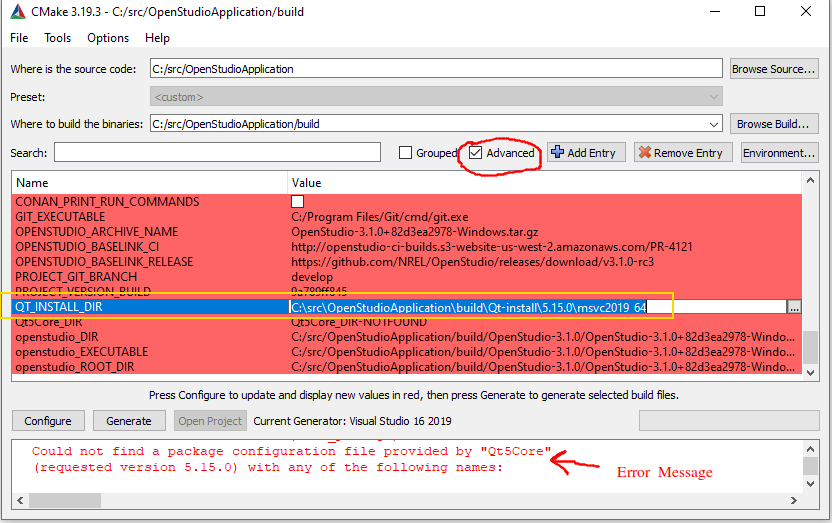 CMake 3.19.3 - C:/src/OpenStudioApplication/build
File Tools Options Help
Where is the source code: C:/src/OpenStudioApplication Browse Source...
Preset: <custom>
Where to build the binaries: C:/src/OpenStudioApplication/build Browse Build...
Search: Grouped Advanced Add Entry Remove Entry Environment...
Name Value
CONAN_PRINT_RUN_COMMANDS
GIT_EXECUTABLE C:/Program Files/Git/cmd/git.exe
OPENSTUDIO_ARCHIVE_NAME OpenStudio-3.1.0+82d3ea2978-Windows.tar.gz
OPENSTUDIO_BASELINK_CI http://openstudio-ci-builds.s3-website-us-west-2.amazonaws.com/PR-4121
OPENSTUDIO_BASELINK_RELEASE https://github.com/NREL/OpenStudio/releases/download/v3.1.0-rc3
PROJECT_GIT_BRANCH develop
PROJECT_VERSION_BUILD 9a789ff845
QT_INSTALL_DIR C:\src\OpenStudioApplication\build\Qt-install\5.15.0\msvc2019_64 ...
Qt5Core_DIR Qt5Core_DIR-NOTFOUND
openstudio_DIR C:/src/OpenStudioApplication/build/OpenStudio-3.1.0/OpenStudio-3.1.0+82d3ea2978-Windo...
openstudio_EXECUTABLE C:/src/OpenStudioApplication/build/OpenStudio-3.1.0/OpenStudio-3.1.0+82d3ea2978-Windo...
openstudio_ROOT_DIR C:/src/OpenStudioApplication/build/OpenStudio-3.1.0/OpenStudio-3.1.0+82d3ea2978-Windo...
Press Configure to update and display new values in red, then press Generate to generate selected build files.
Configure Generate Open Project Current Generator: Visual Studio 16 2019
Could not find a package configuration file provided by "Qt5Core"
(requested version 5.15.0) with any of the following names:
Error Message